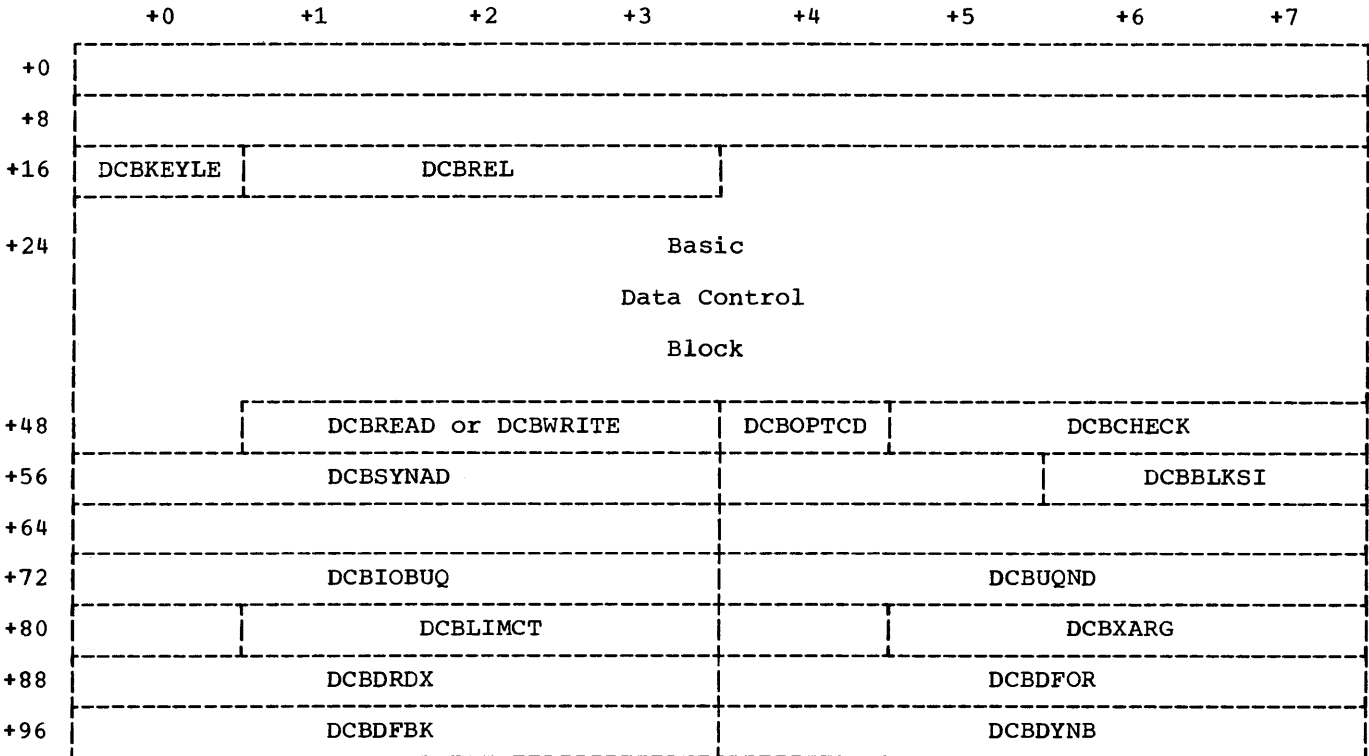 +0 +1 +2 +3 +4 +5 +6 +7
+0
+8
+16 DCBKEYLE DCBREL
+24 Basic
Data Control
Block
+48 DCBREAD or DCBWRITE DCBOPTCD DCBCHECK
+56 DCBSYNAD DCBBLKSI
+64
+72 DCBIOBUQ DCBUQND
+80 DCBLIMCT DCBXARG
+88 DCBDRDX DCBDFOR
+96 DCBDFBK DCBDYNB